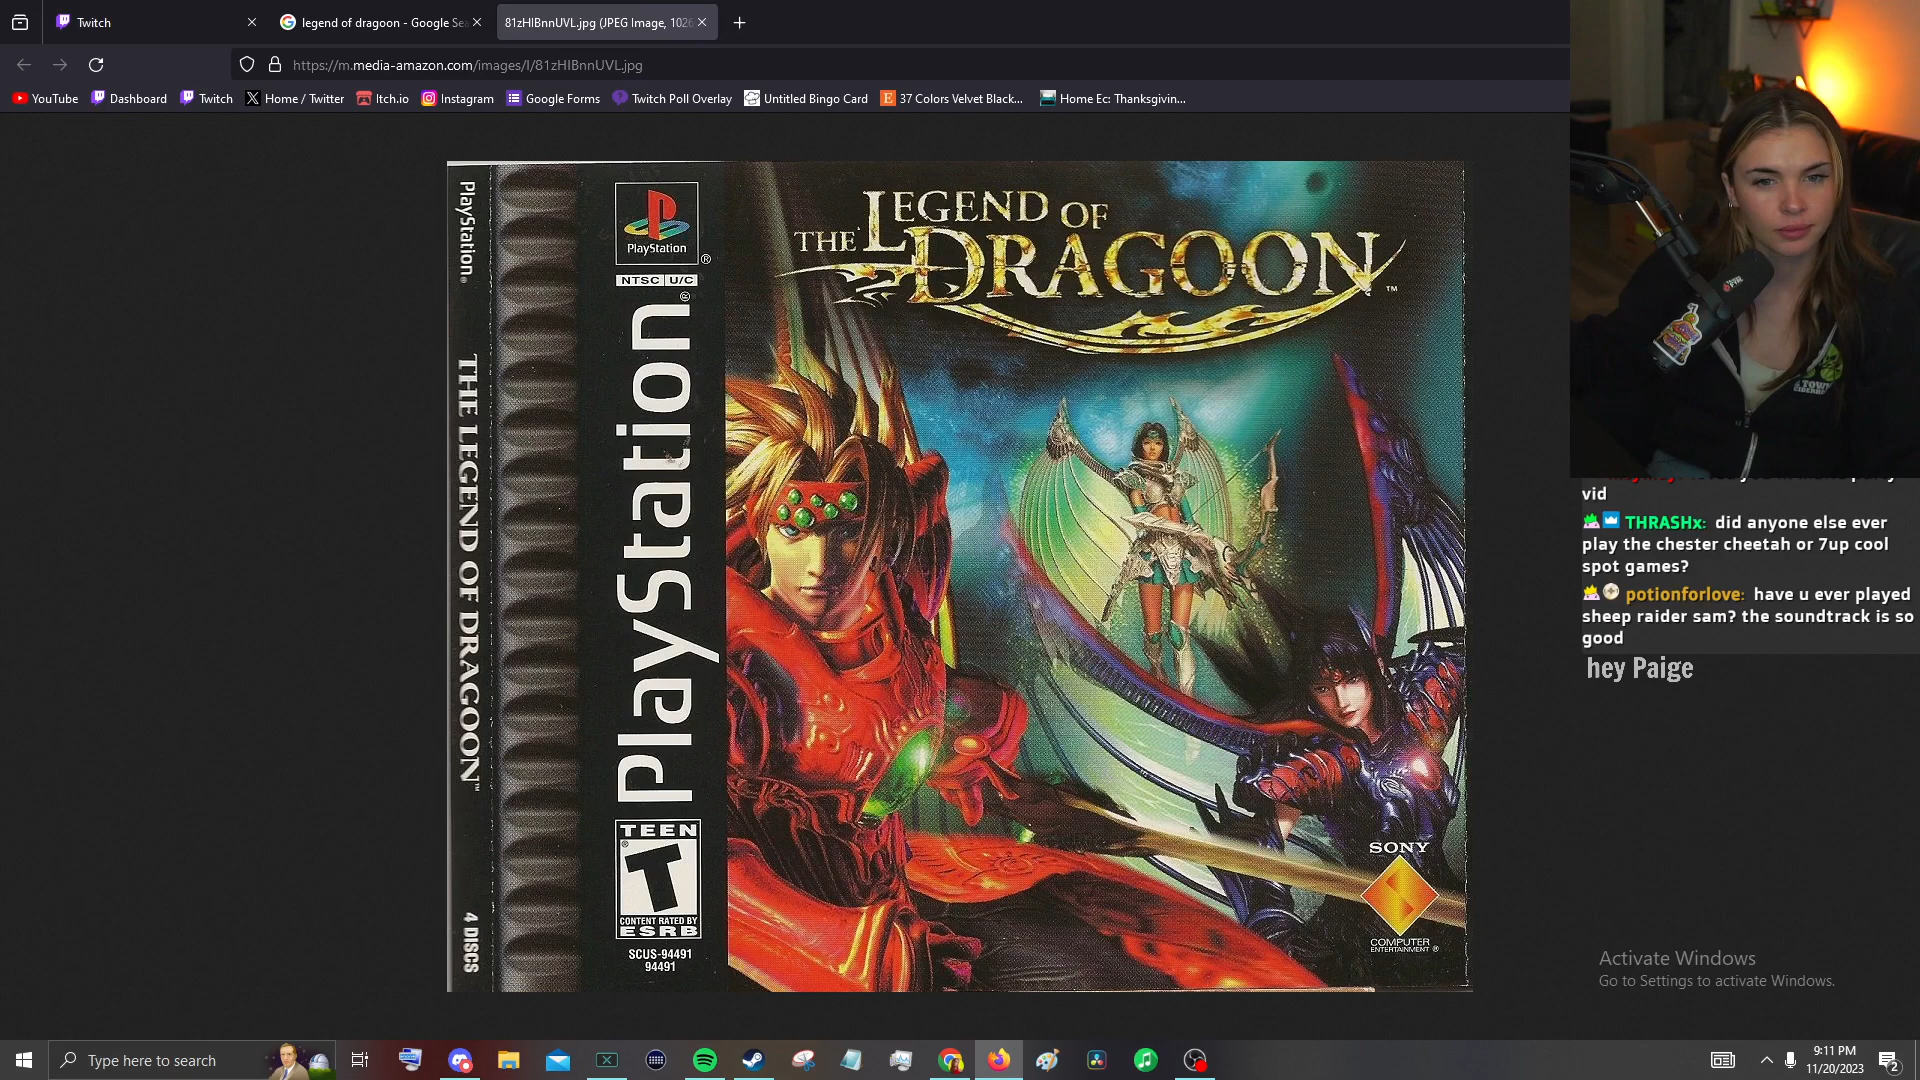 Twitch
legend of dragoon - Google Se
81zHIBnnUVL.jpg (JPEG Image, 1026
https://m.media-amazon.com/images/I/81zHIBnnUVL.jpg
YouTube
Dashboard
Twitch
Home / Twitter
Itch.io
Instagram
Google Forms
Twitch Poll Overlay
Untitled Bingo Card
37 Colors Velvet Black...
Home Ec: Thanksgivin...
PlayStation®
THE LEGEND OF DRAGOON™
4 DISCS
PlayStation
®
NTSC U/C
PlayStation®
TEEN
T
®
CONTENT RATED BY
ESRB
SCUS-94491
94491
THE LEGEND OF
DRAGOON™
SONY
COMPUTER
ENTERTAINMENT ®
vid
THRASHx: did anyone else ever
play the chester cheetah or 7up cool
spot games?
potionforlove: have u ever played
sheep raider sam? the soundtrack is so
good
hey Paige
Activate Windows
Go to Settings to activate Windows.
Type here to search
9:11 PM
11/20/2023
2